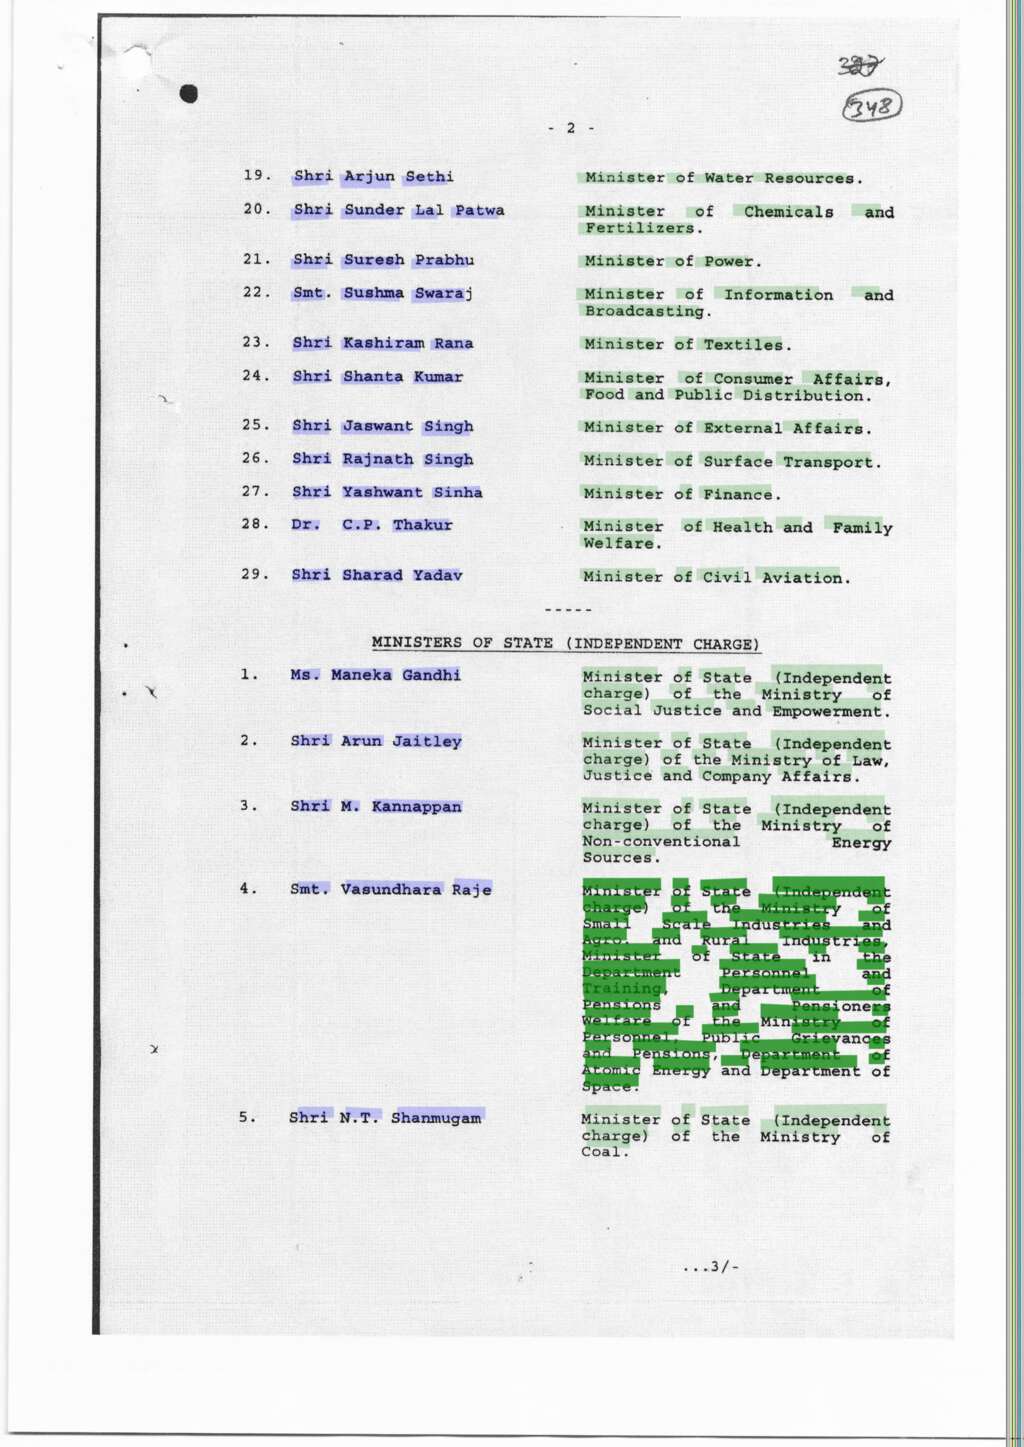 348
- 2 -
19. Shri Arjun Sethi Minister of Water Resources.
20. Shri Sunder Lal Patwa Minister of Chemicals and
Fertilizers.
21. Shri Suresh Prabhu Minister of Power.
22. Smt. Sushma Swaraj Minister of Information and
Broadcasting.
23. Shri Kashiram Rana Minister of Textiles.
24. Shri Shanta Kumar Minister of Consumer Affairs,
Food and Public Distribution.
25. Shri Jaswant Singh Minister of External Affairs.
26. Shri Rajnath Singh Minister of Surface Transport.
27. Shri Yashwant Sinha Minister of Finance.
28. Dr. C.P. Thakur Minister of Health and Family
Welfare.
29. Shri Sharad Yadav Minister of Civil Aviation.
-----
MINISTERS OF STATE (INDEPENDENT CHARGE)
1. Ms. Maneka Gandhi Minister of State (Independent
charge) of the Ministry of
Social Justice and Empowerment.
2. Shri Arun Jaitley Minister of State (Independent
charge) of the Ministry of Law,
Justice and Company Affairs.
3. Shri M. Kannappan Minister of State (Independent
charge) of the Ministry of
Non-conventional Energy
Sources.
4. Smt. Vasundhara Raje Minister of State (Independent
charge) of the Ministry of
Small Scale Industries and
Agro. and Rural Industries,
Minister of State in the
Department Personnel and
Training, Department of
Pensions and Pensioners
Welfare of the Ministry of
Personnel, Public Grievances
and Pensions, Department of
Atomic Energy and Department of
Space.
5. Shri N.T. Shanmugam Minister of State (Independent
charge) of the Ministry of
Coal.
...3/-